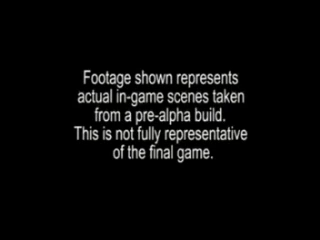 Footage shown represents
actual in-game scenes taken
from a pre-alpha build.
This is not fully representative
of the final game.